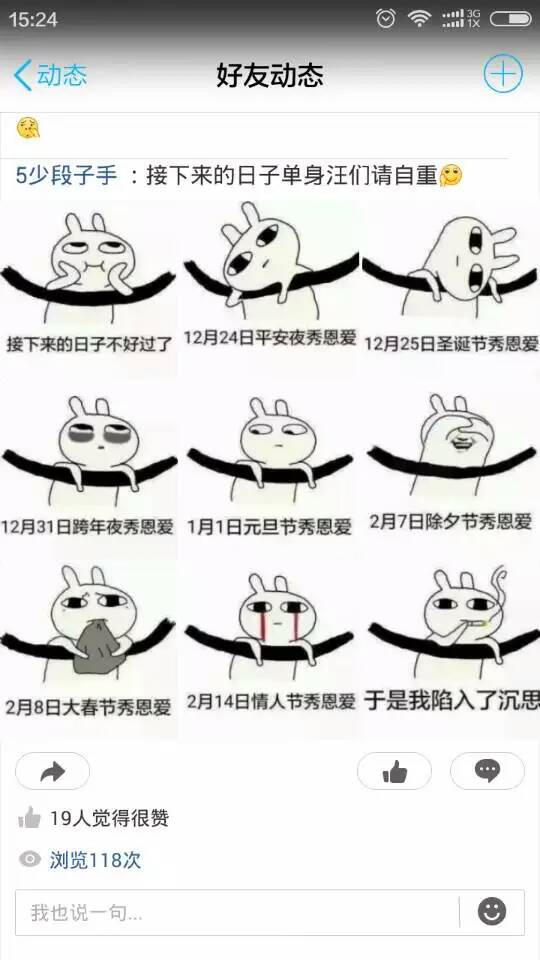 15:24
3G
1X
动态
好友动态
5少段子手 ：接下来的日子单身汪们请自重
接下来的日子不好过了
12月24日平安夜秀恩爱
12月25日圣诞节秀恩爱
12月31日跨年夜秀恩爱
1月1日元旦节秀恩爱
2月7日除夕节秀恩爱
2月8日大春节秀恩爱
2月14日情人节秀恩爱
于是我陷入了沉思
19人觉得很赞
浏览118次
我也说一句...